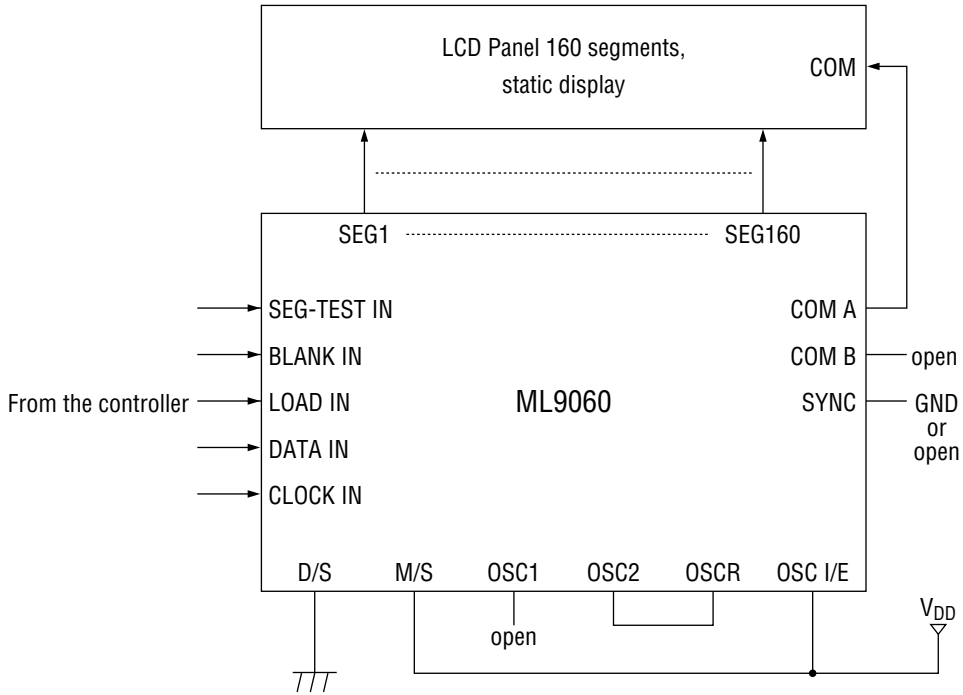 LCD Panel 160 segments,
static display
COM
SEG1
SEG160
SEG-TEST IN
COM A
BLANK IN
COM B
open
From the controller
LOAD IN
ML9060
SYNC
GND
or
open
DATA IN
CLOCK IN
D/S
M/S
OSC1
OSC2
OSCR
OSC I/E
open
VDD